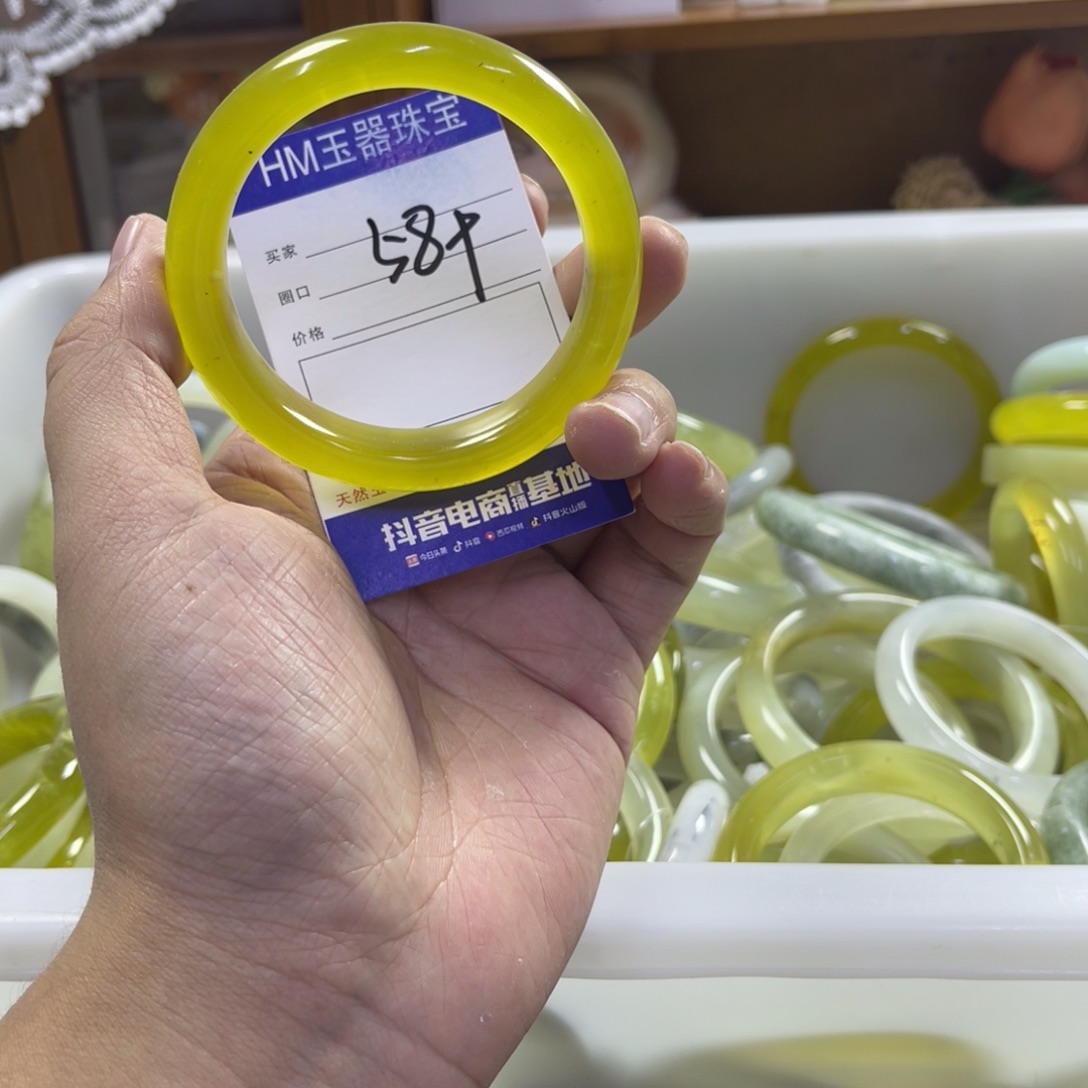 HM玉器珠宝
58+
买家
圈口
价格
天然
抖音电商直播基地
今日头条 抖音 西瓜视频 抖音火山版